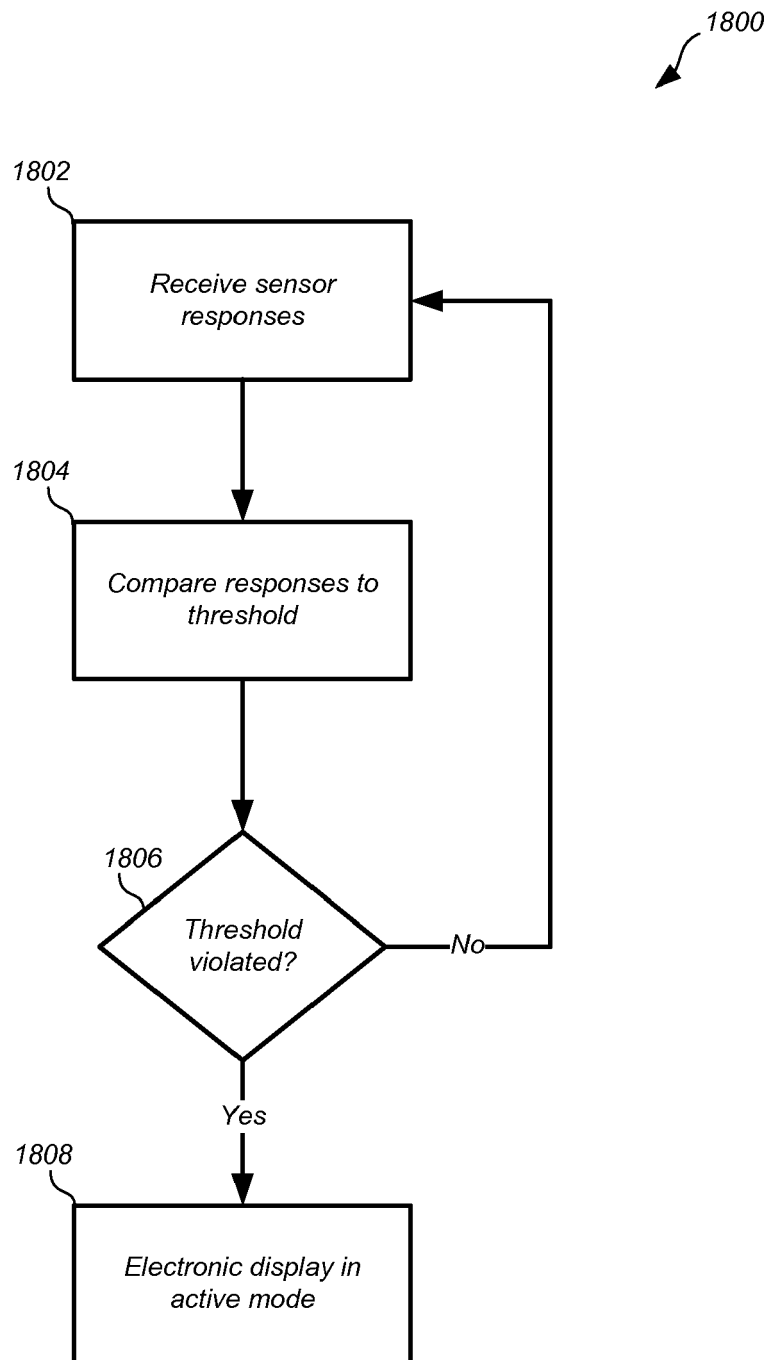 1800
1802
Receive sensor
responses
1804
Compare responses to
threshold
1806
Threshold
violated?
No
Yes
1808
Electronic display in
active mode